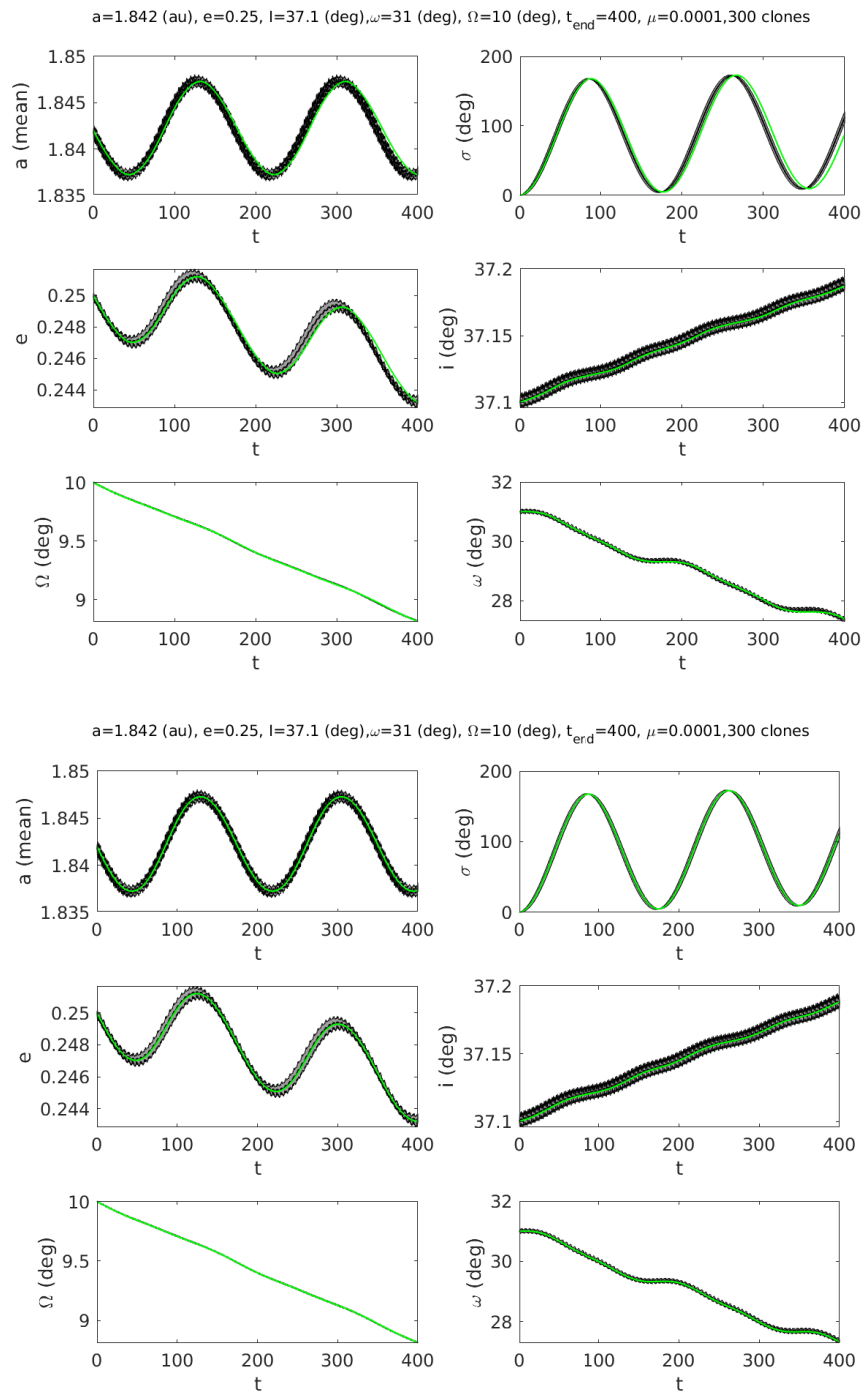 a=1.842 (au), e=0.25, I=37.1 (deg),ω=31 (deg), Ω=10 (deg), t_end=400, μ=0.0001,300 clones
1.85
1.845
1.84
1.835
a (mean)
0 100 200 300 400
t
200
100
0
σ (deg)
0 100 200 300 400
t
0.25
0.248
0.246
0.244
e
0 100 200 300 400
t
37.2
37.15
37.1
i (deg)
0 100 200 300 400
t
10
9.5
9
Ω (deg)
0 100 200 300 400
t
32
30
28
ω (deg)
0 100 200 300 400
t
a=1.842 (au), e=0.25, I=37.1 (deg),ω=31 (deg), Ω=10 (deg), t_end=400, μ=0.0001,300 clones
1.85
1.845
1.84
1.835
a (mean)
0 100 200 300 400
t
200
100
0
σ (deg)
0 100 200 300 400
t
0.25
0.248
0.246
0.244
e
0 100 200 300 400
t
37.2
37.15
37.1
i (deg)
0 100 200 300 400
t
10
9.5
9
Ω (deg)
0 100 200 300 400
t
32
30
28
ω (deg)
0 100 200 300 400
t